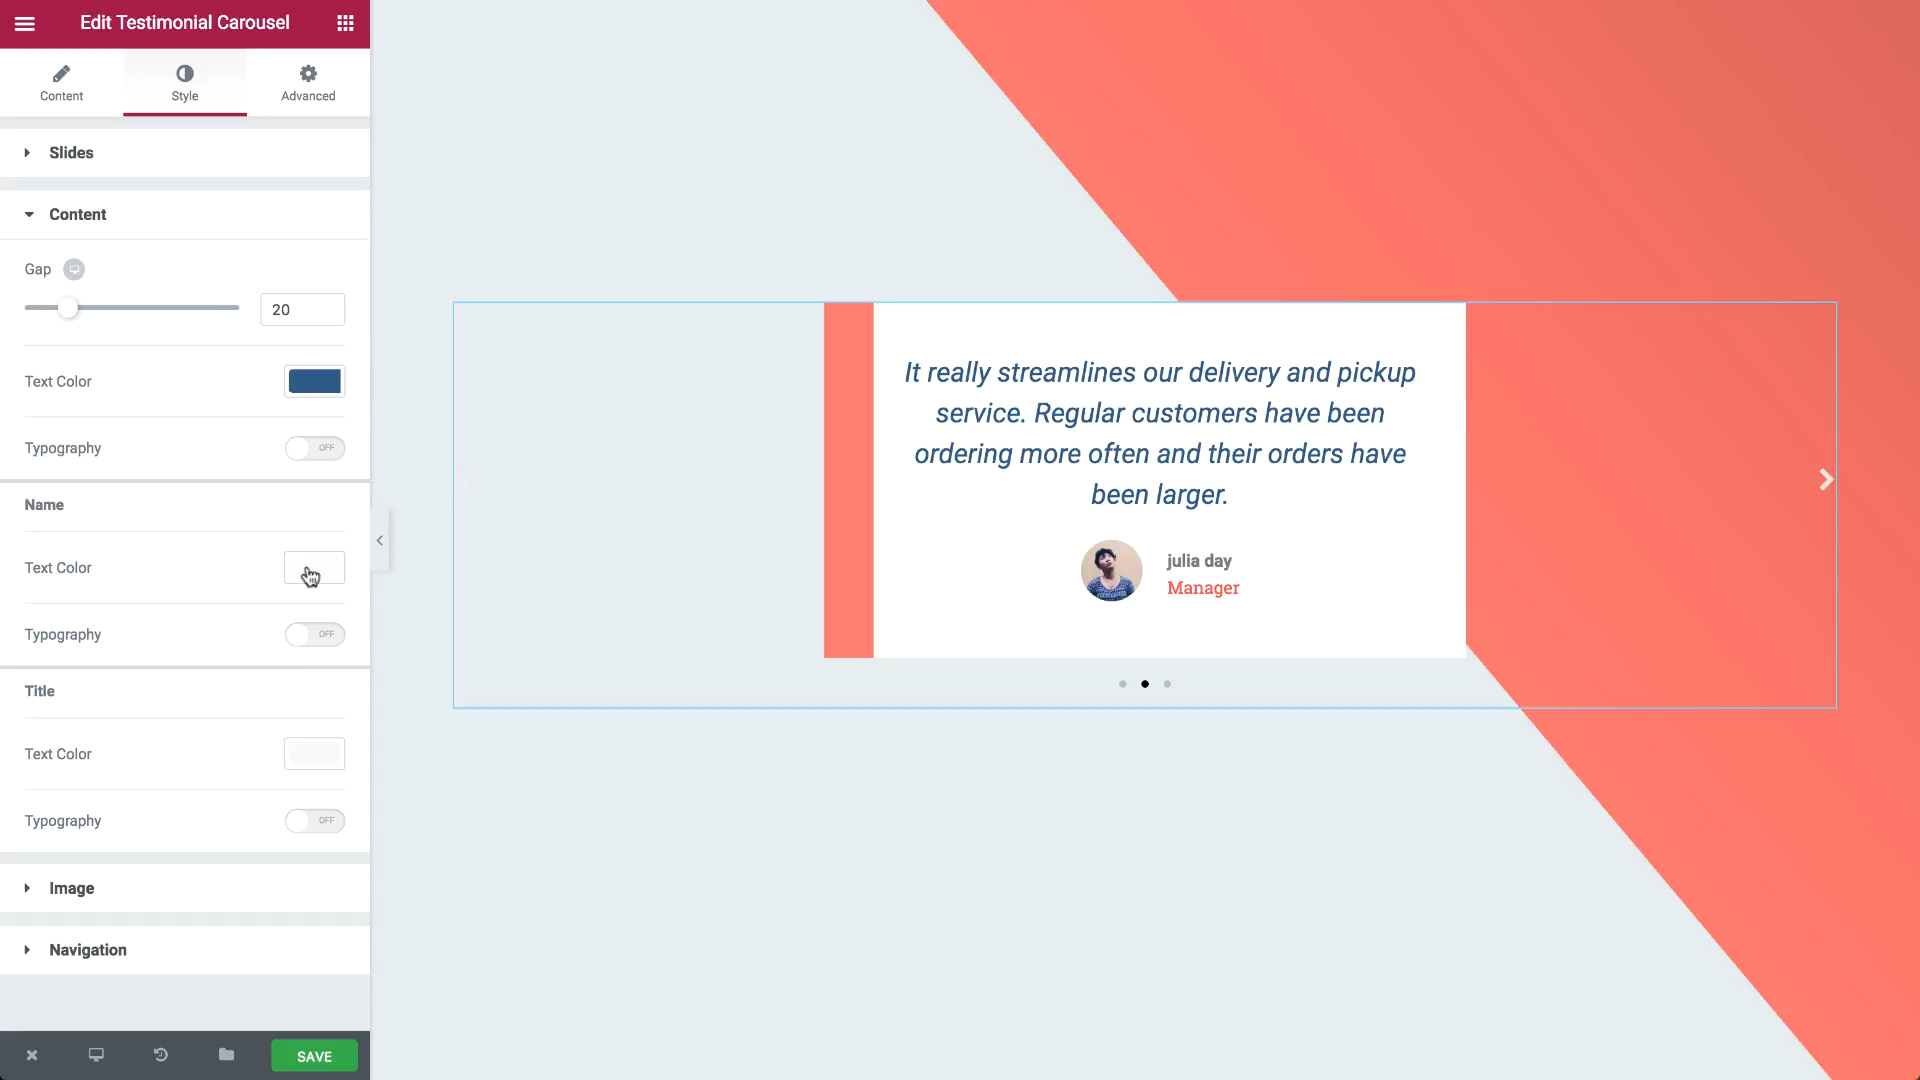 Edit Testimonial Carousel
Content
Style
Advanced
Slides
Content
Gap
20
Text Color
Typography
OFF
Name
Text Color
Typography
OFF
Title
Text Color
Typography
OFF
Image
Navigation
SAVE
It really streamlines our delivery and pickup
service. Regular customers have been
ordering more often and their orders have
been larger.
julia day
Manager